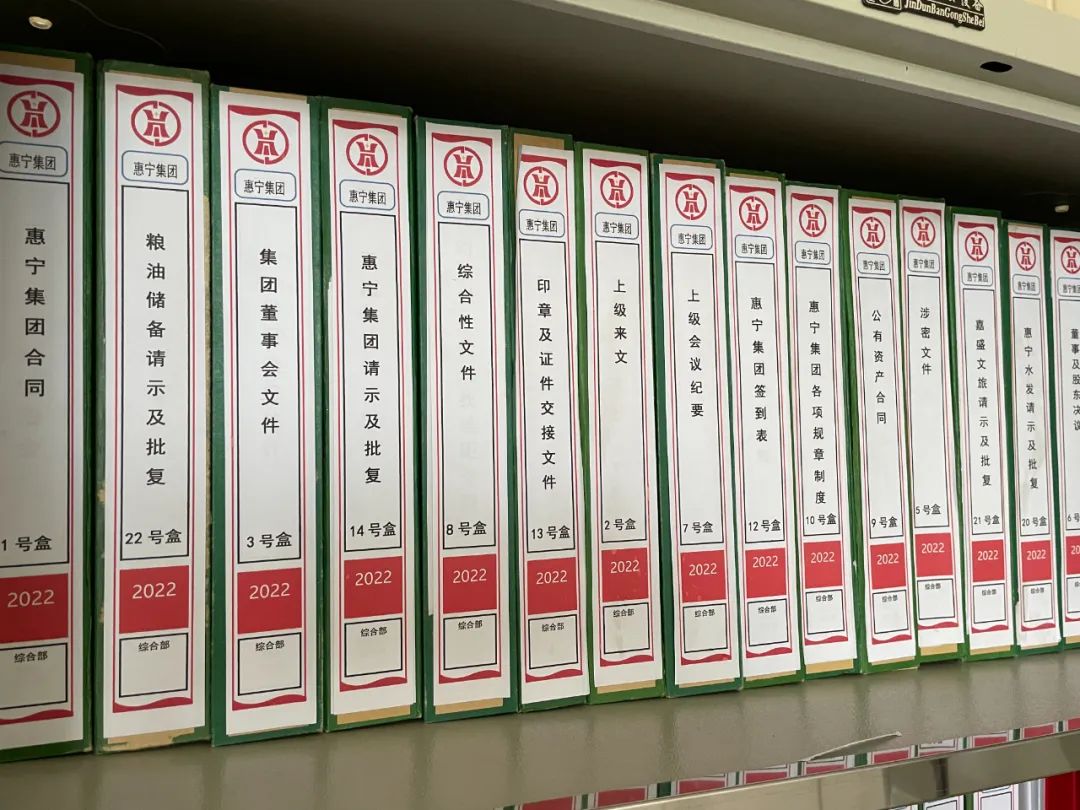 JinDunBanGongSheBei
惠宁集团
惠宁集团合同
1号盒
2022
综合部
惠宁集团
粮油储备请示及批复
22号盒
2022
综合部
惠宁集团
集团董事会文件
3号盒
2022
综合部
惠宁集团
惠宁集团请示及批复
14号盒
2022
综合部
惠宁集团
综合性文件
8号盒
2022
综合部
惠宁集团
印章及证件交接文件
13号盒
2022
综合部
惠宁集团
上级来文
2号盒
2022
综合部
惠宁集团
上级会议纪要
7号盒
2022
综合部
惠宁集团
惠宁集团签到表
12号盒
2022
综合部
惠宁集团
惠宁集团各项规章制度
10号盒
2022
综合部
惠宁集团
公有资产合同
9号盒
2022
综合部
惠宁集团
涉密文件
5号盒
2022
综合部
惠宁集团
嘉盛文旅请示及批复
21号盒
2022
综合部
惠宁集团
惠宁水发请示及批复
20号盒
2022
综合部
惠宁集团
董事及股东决议
6号